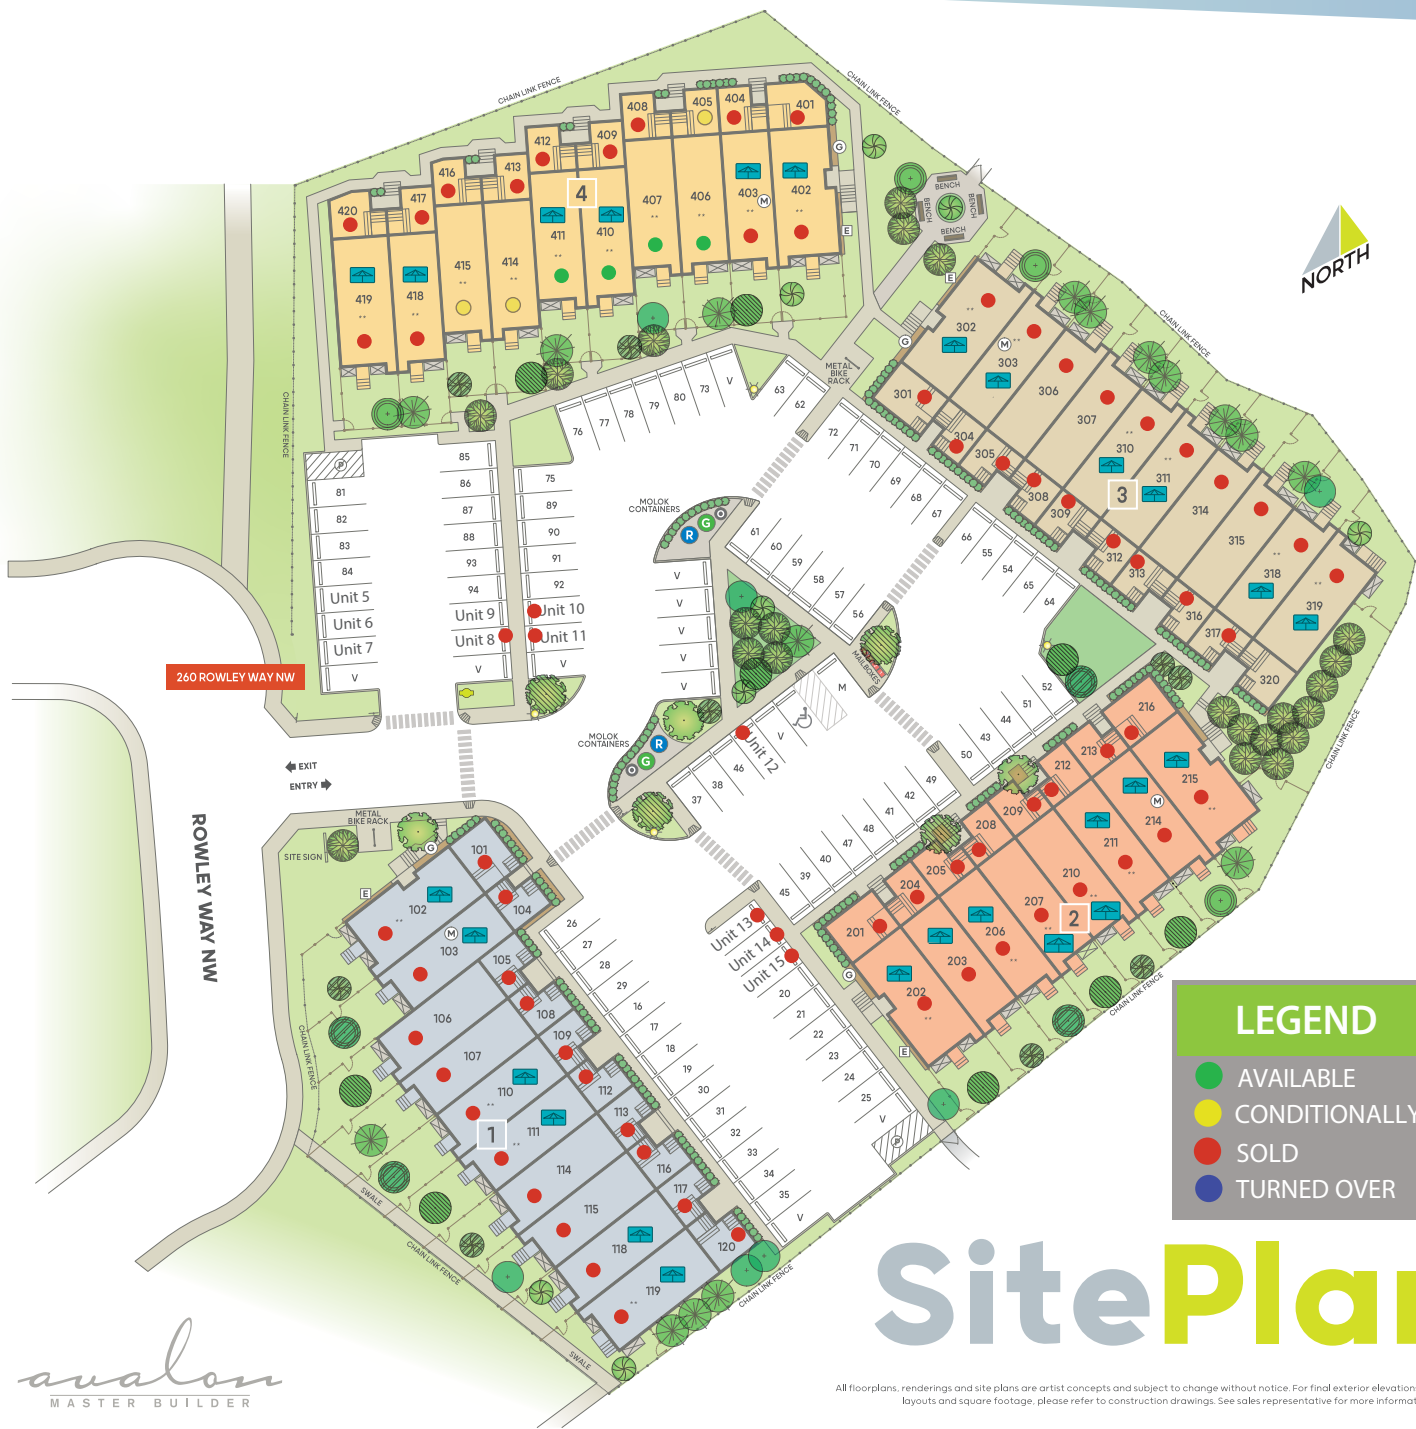 CHAIN LINK FENCE
CHAIN LINK FENCE
408
405
404
401
412
409
416
413
420
417
4
407
406
403
402
M
G
E
411
410
415
414
419
418
BENCH
BENCH
BENCH
BENCH
NORTH
E
G
302
M
303
306
307
310
311
314
315
318
319
301
304
305
308
309
312
313
316
317
320
3
CHAIN LINK FENCE
CHAIN LINK FENCE
METAL
BIKE
RACK
CHAIN LINK FENCE
P
81
82
83
84
Unit 5
Unit 6
Unit 7
V
85
86
87
88
93
94
Unit 9
Unit 8
V
75
89
90
91
92
Unit 10
Unit 11
V
76
77
78
79
80
73
V
63
62
72
71
70
69
68
67
66
55
54
65
64
MOLOK
CONTAINERS
R
G
O
61
60
59
58
57
56
MAILBOXES
V
V
V
V
V
MOLOK
CONTAINERS
R
G
O
M
V
Unit 12
46
38
37
52
51
44
43
50
49
42
41
48
47
40
39
45
260 ROWLEY WAY NW
EXIT
ENTRY
ROWLEY WAY NW
METAL
BIKE RACK
SITE SIGN
G
E
101
102
103
M
104
105
106
107
108
109
110
111
112
113
114
115
116
117
118
119
120
1
26
27
28
29
16
17
18
19
30
31
32
33
34
35
V
Unit 13
Unit 14
Unit 15
20
21
22
23
24
25
V
P
216
213
212
209
208
205
204
201
215
214
M
211
210
207
206
203
202
2
G
E
CHAIN LINK FENCE
CHAIN LINK FENCE
SWALE
CHAIN LINK FENCE
SWALE
CHAIN LINK FENCE
LEGEND
AVAILABLE
CONDITIONALLY
SOLD
TURNED OVER
SitePlan
avalon
MASTER BUILDER
All floorplans, renderings and site plans are artist concepts and subject to change without notice. For final exterior elevation
layouts and square footage, please refer to construction drawings. See sales representative for more informat